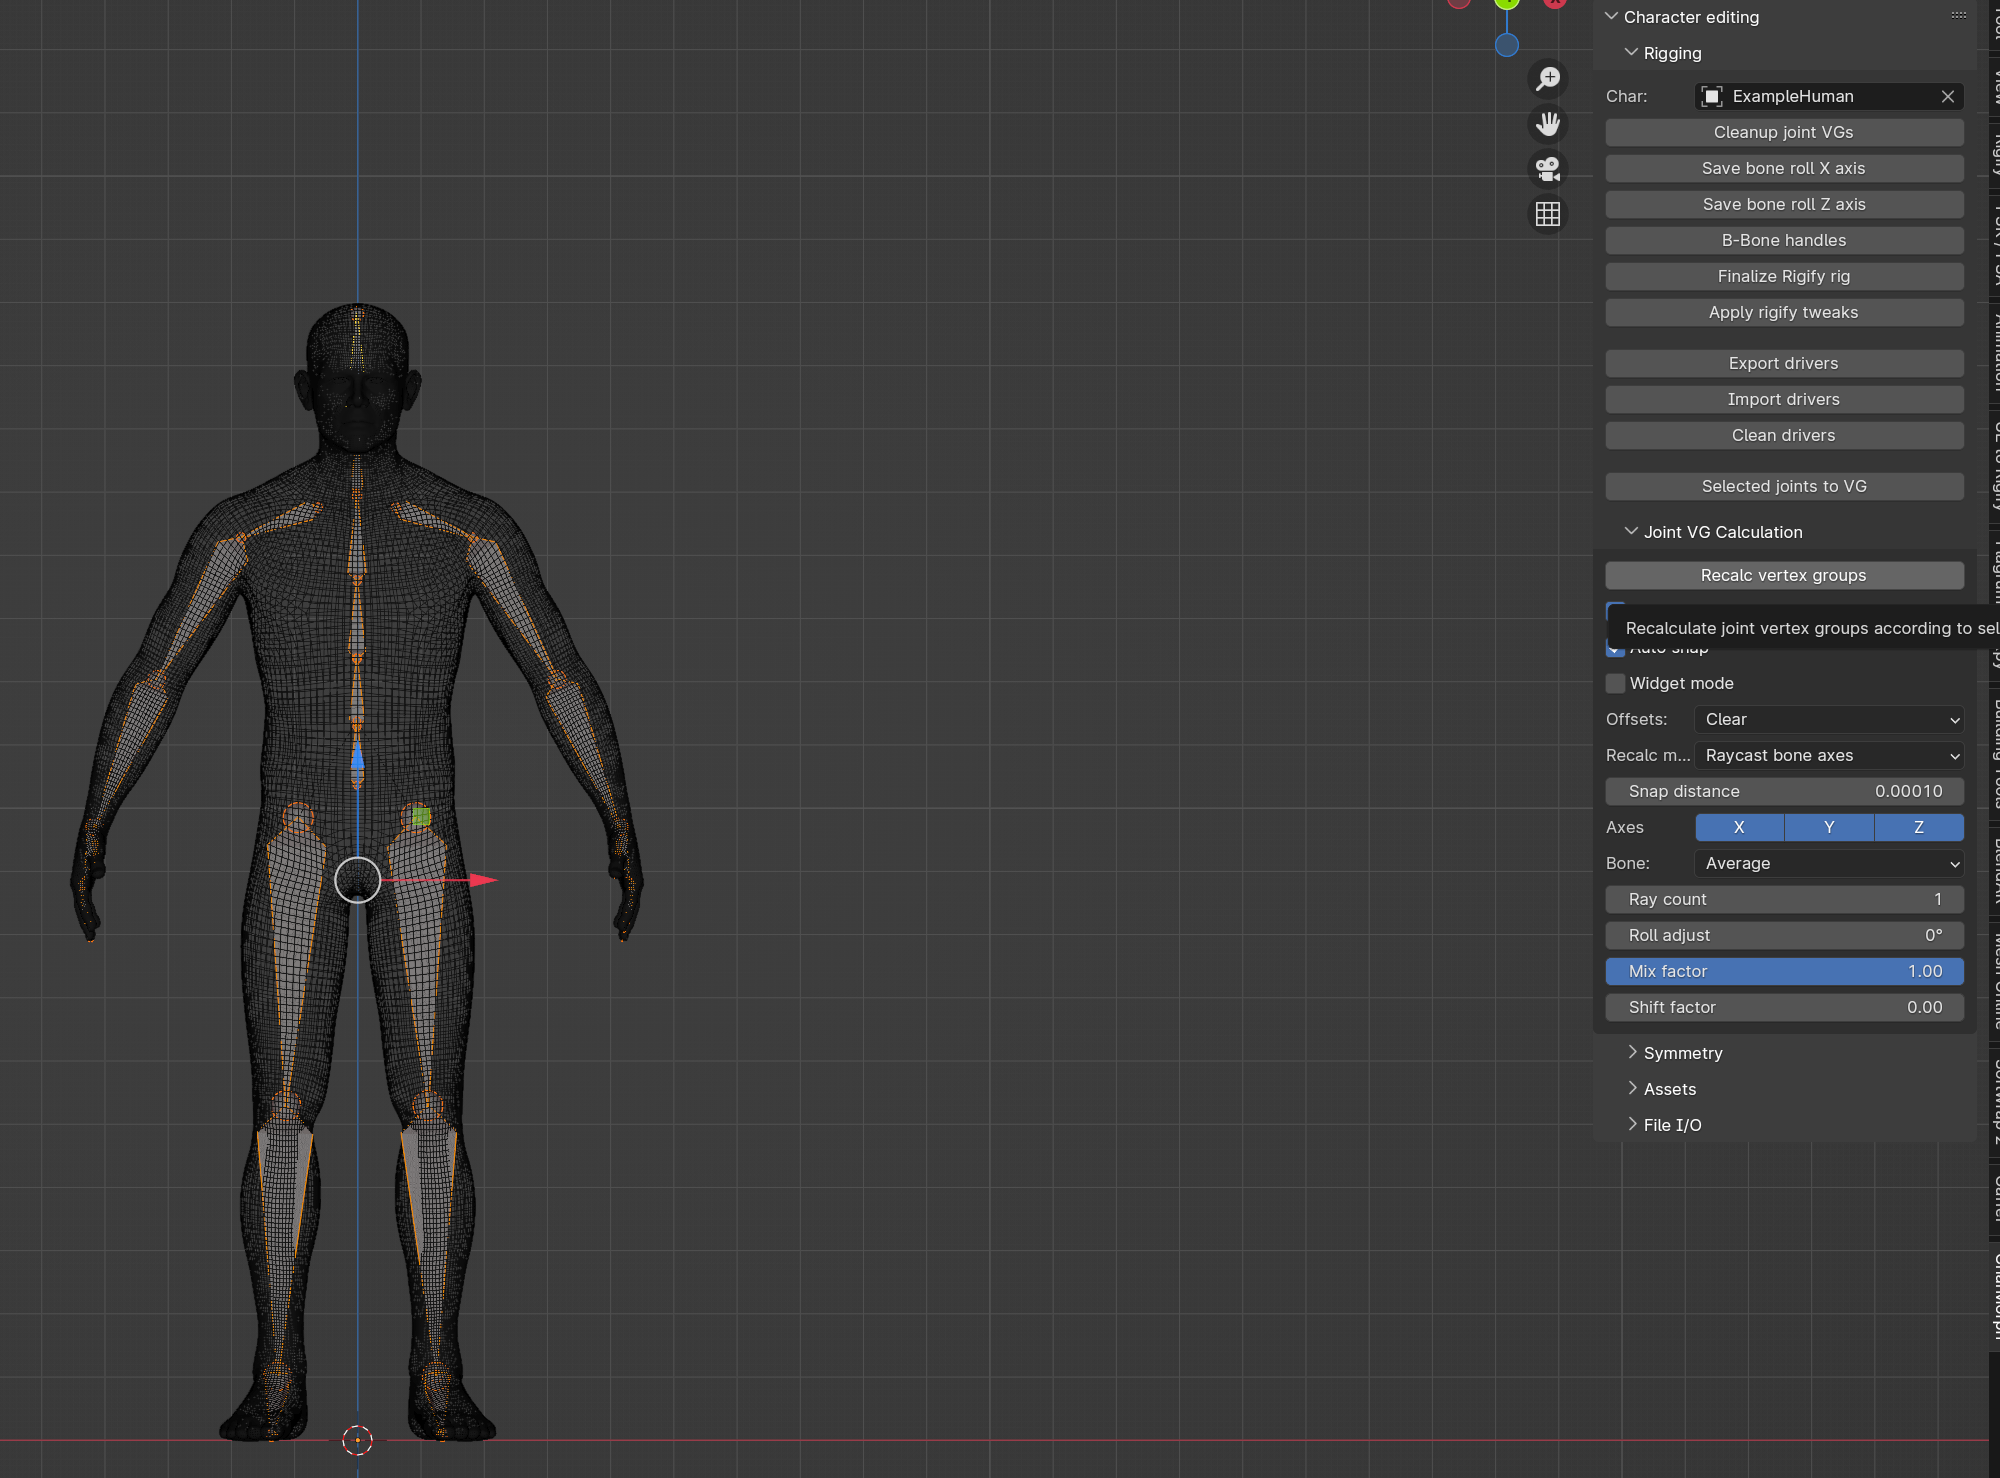 Character editing
Rigging
Char: ExampleHuman
Cleanup joint VGs
Save bone roll X axis
Save bone roll Z axis
B-Bone handles
Finalize Rigify rig
Apply rigify tweaks
Export drivers
Import drivers
Clean drivers
Selected joints to VG
Joint VG Calculation
Recalc vertex groups
Recalculate joint vertex groups according to sel
Auto snap
Widget mode
Offsets: Clear
Recalc m... Raycast bone axes
Snap distance 0.00010
Axes X Y Z
Bone: Average
Ray count 1
Roll adjust 0°
Mix factor 1.00
Shift factor 0.00
Symmetry
Assets
File I/O